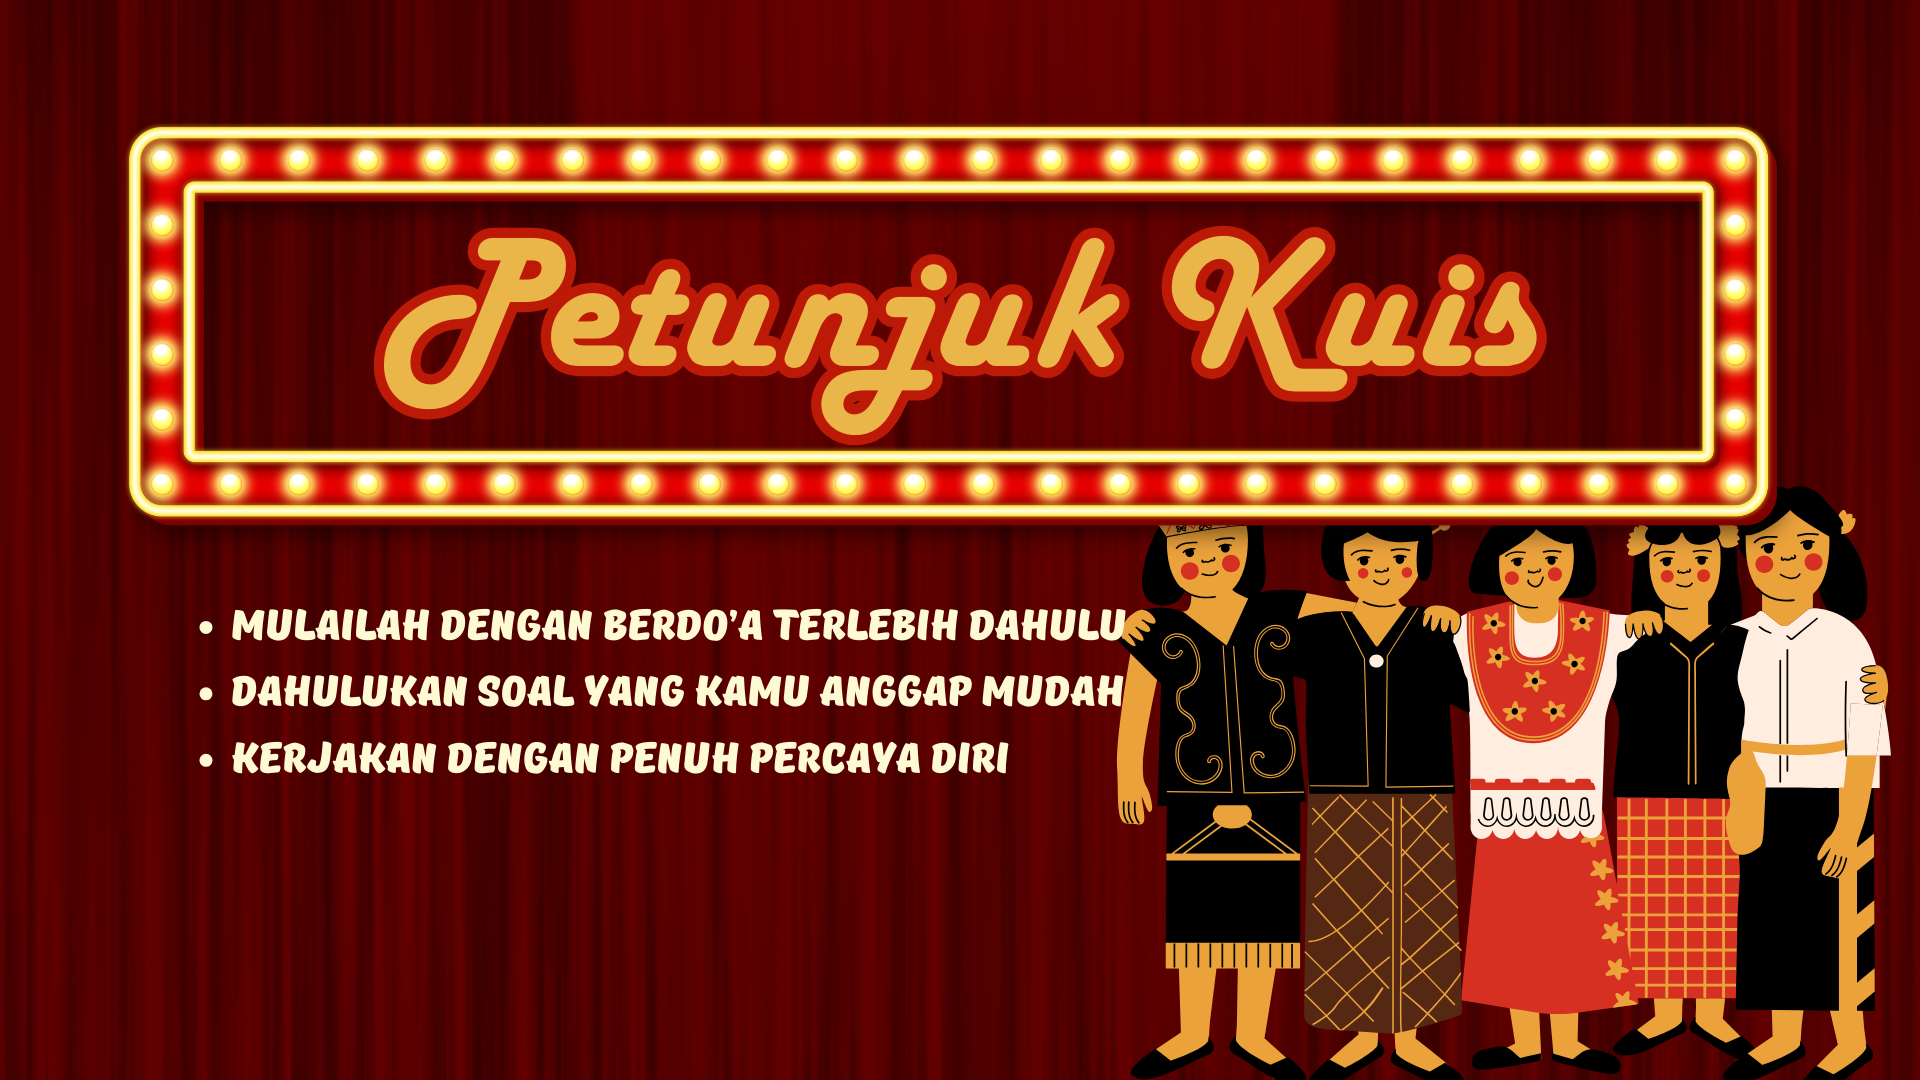 Petunjuk Kuis
• MULAILAH DENGAN BERDO'A TERLEBIH DAHULU
• DAHULUKAN SOAL YANG KAMU ANGGAP MUDAH
• KERJAKAN DENGAN PENUH PERCAYA DIRI